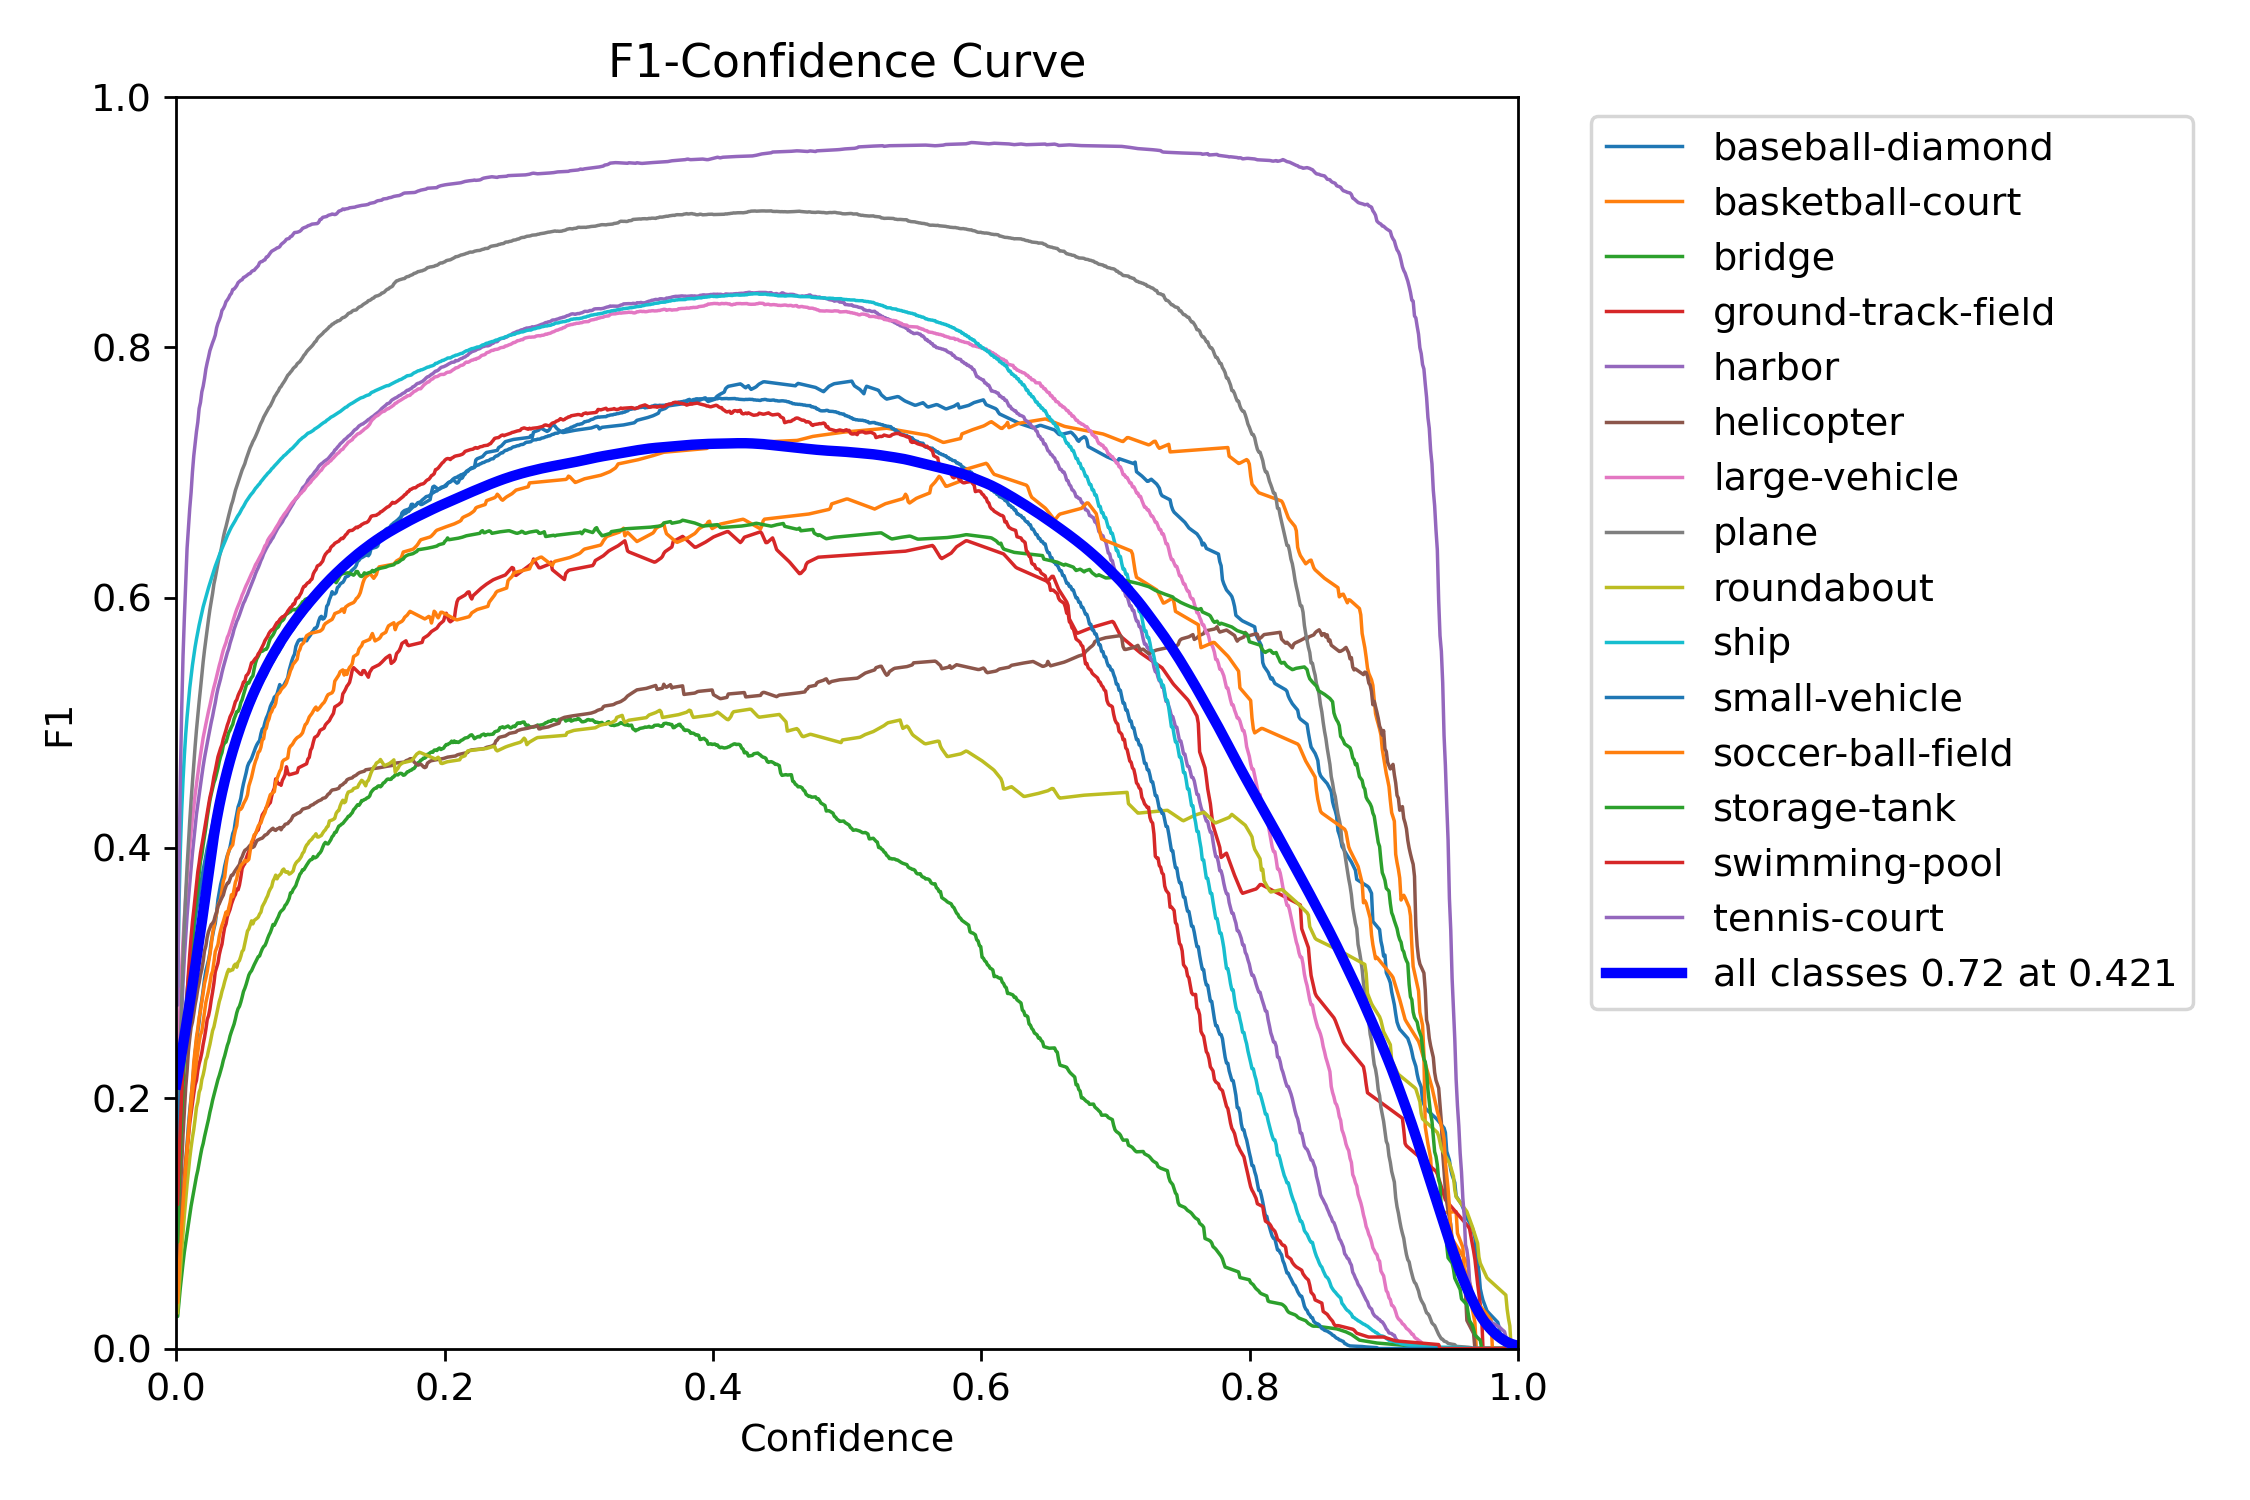 F1-Confidence Curve
1.0
0.8
0.6
0.4
0.2
0.0
F1
0.0 0.2 0.4 0.6 0.8 1.0
Confidence
baseball-diamond
basketball-court
bridge
ground-track-field
harbor
helicopter
large-vehicle
plane
roundabout
ship
small-vehicle
soccer-ball-field
storage-tank
swimming-pool
tennis-court
all classes 0.72 at 0.421